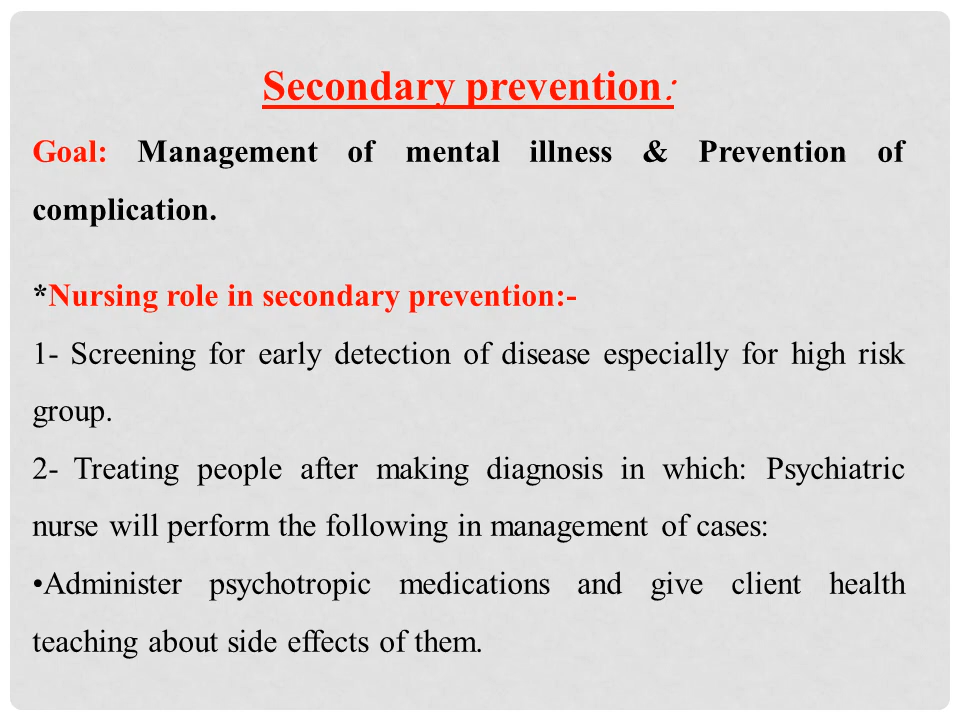 Secondary prevention:
Goal: Management of mental illness & Prevention of
complication.
*Nursing role in secondary prevention:-
1- Screening for early detection of disease especially for high risk
group.
2- Treating people after making diagnosis in which: Psychiatric
nurse will perform the following in management of cases:
•Administer psychotropic medications and give client health
teaching about side effects of them.